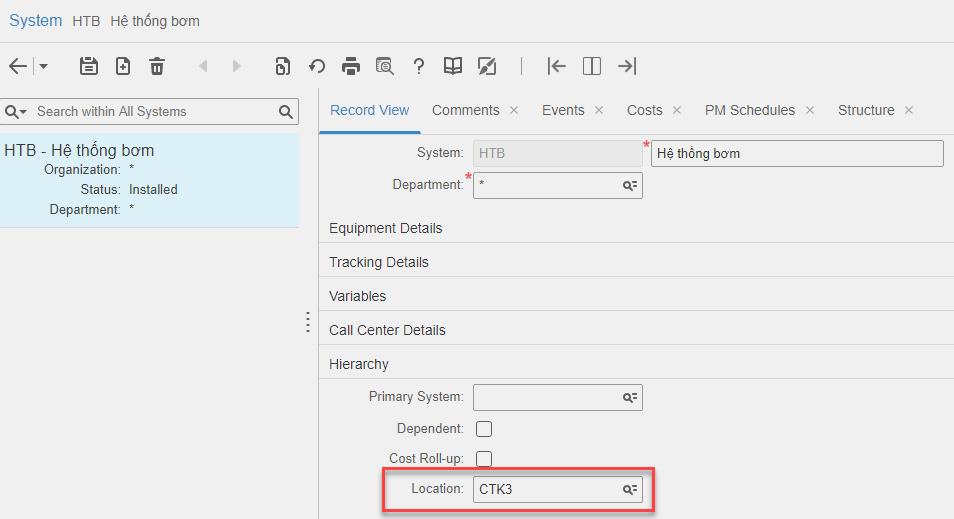 System HTB Hệ thống bơm
Search within All Systems
HTB - Hệ thống bơm
Organization: *
Status: Installed
Department: *
Record View Comments × Events × Costs × PM Schedules × Structure ×
System: HTB * Hệ thống bơm
Department: * *
Equipment Details
Tracking Details
Variables
Call Center Details
Hierarchy
Primary System:
Dependent:
Cost Roll-up:
Location: CTK3